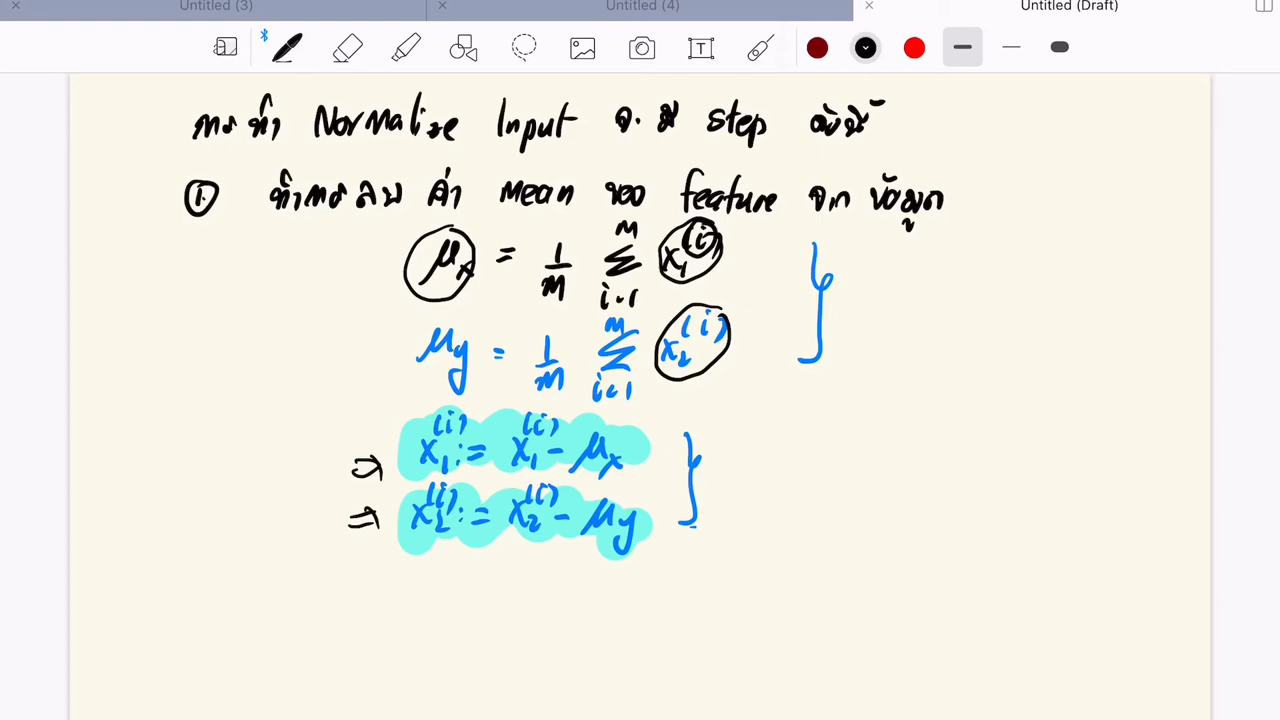 Untitled (3)
Untitled (4)
Untitled (Draft)
การทำ Normalize Input จะมี step ดังนี้
1. ทำการลบ ค่า mean ของ feature จาก ข้อมูล
μx = 1/m Σ i=1 m x1^(i)
μy = 1/m Σ i=1 m x2^(i)
⇒ x1^(i) := x1^(i) - μx
⇒ x2^(i) := x2^(i) - μy